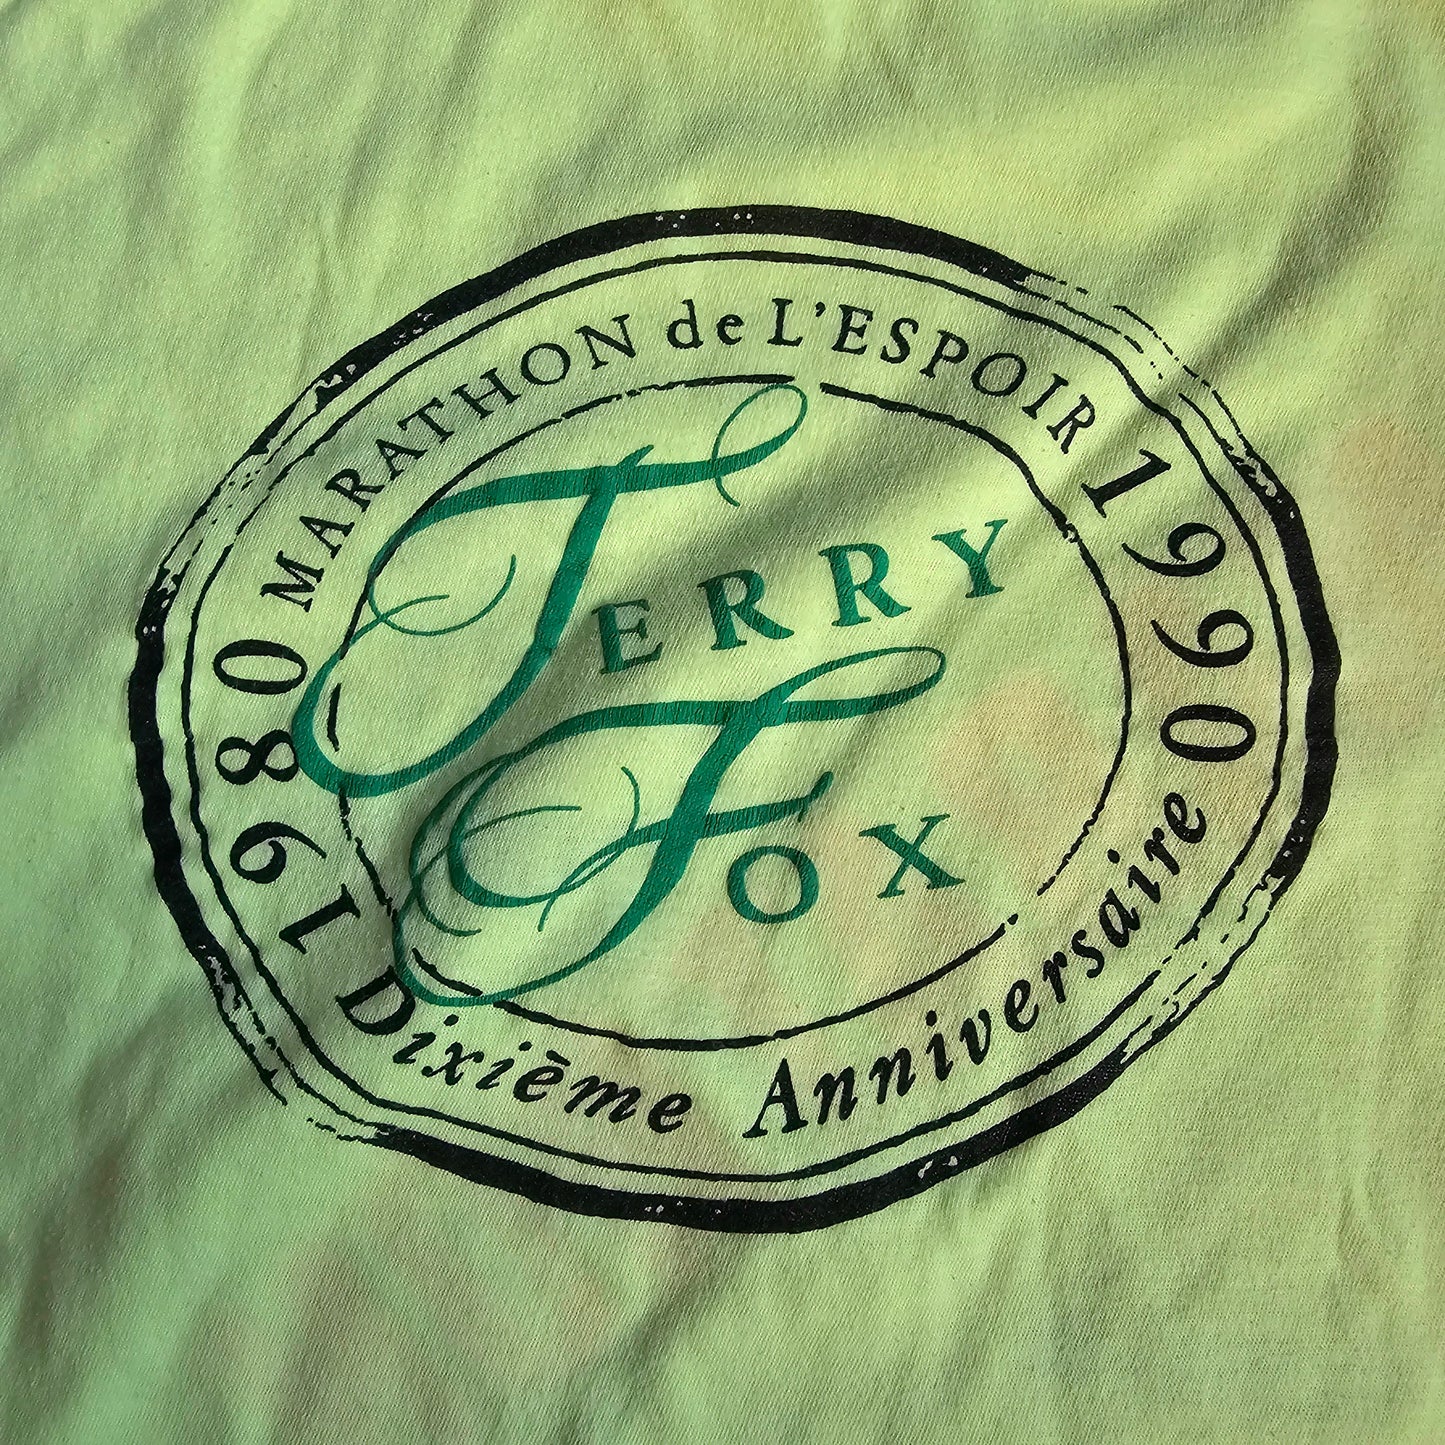 1980 MARATHON de L'ESPOIR 1990
TERRY
FOX
Dixième Anniversaire